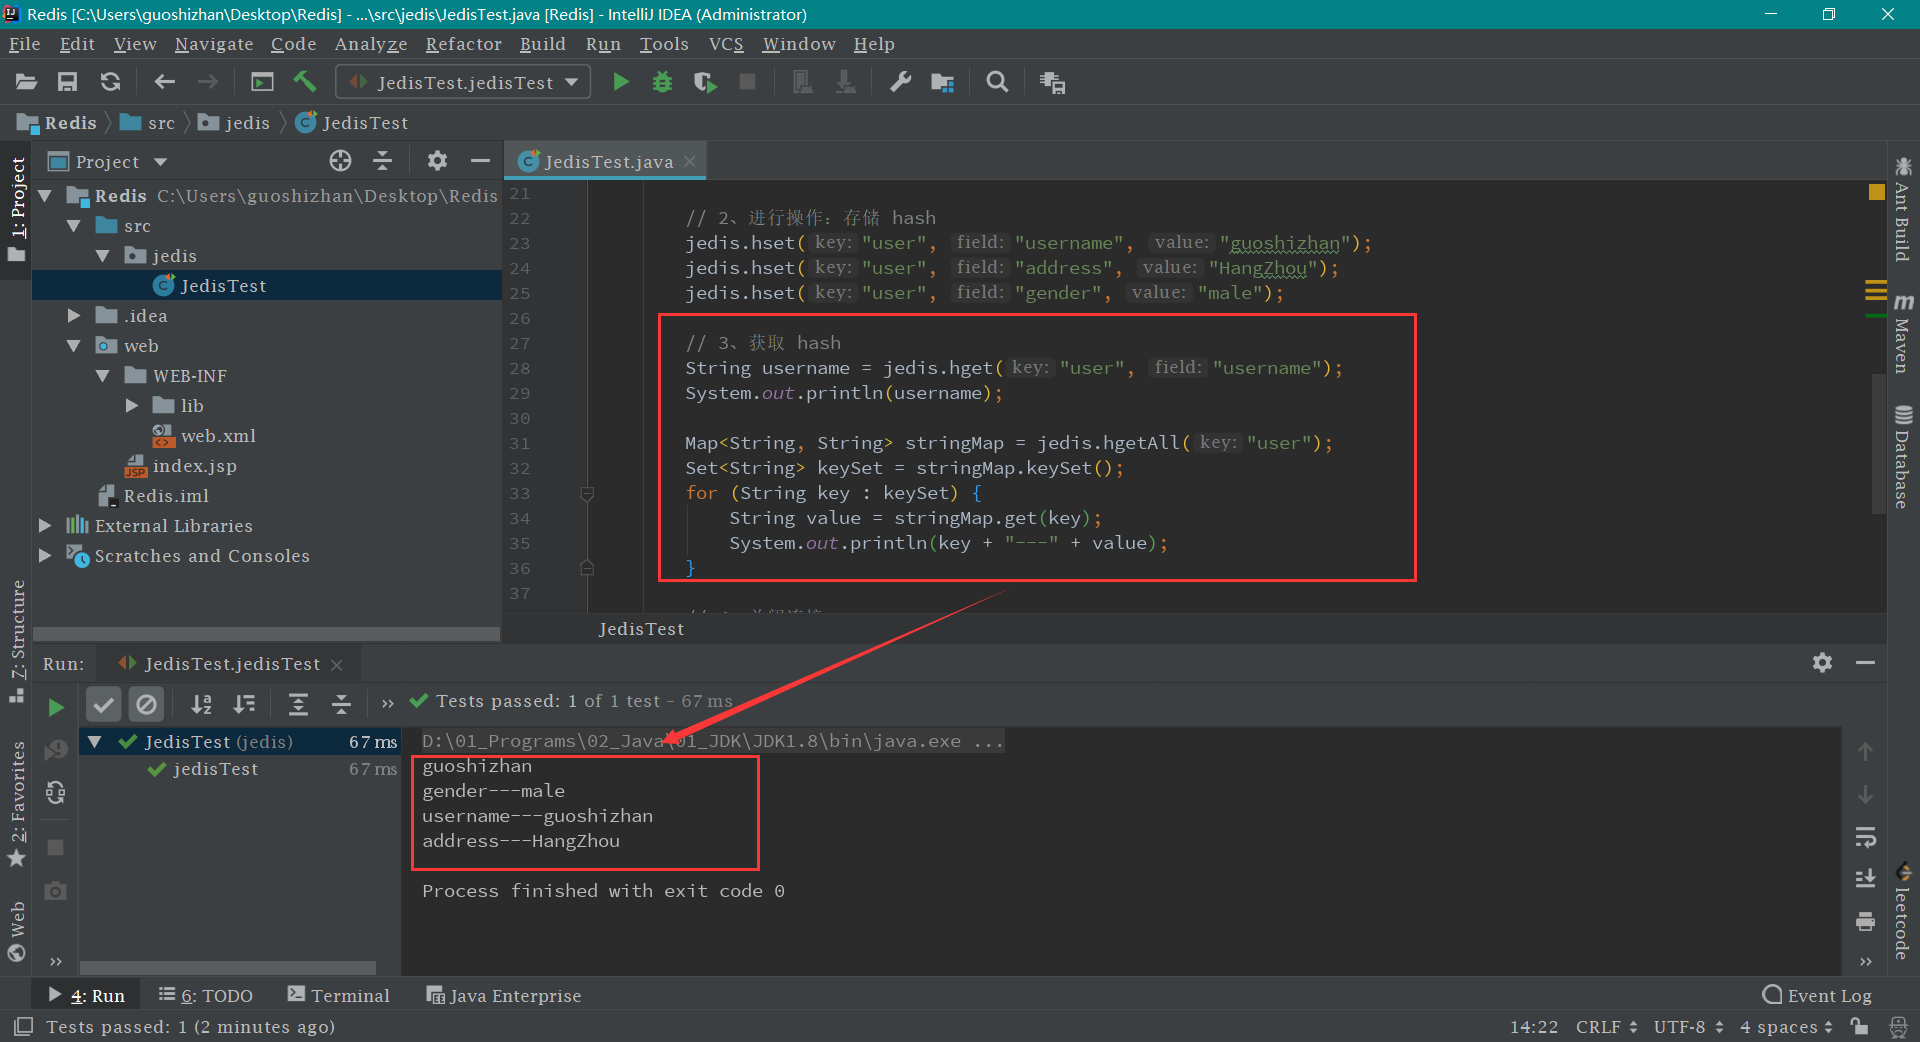 Redis [C:\Users\guoshizhan\Desktop\Redis] - ...\src\jedis\JedisTest.java [Redis] - IntelliJ IDEA (Administrator)
File Edit View Navigate Code Analyze Refactor Build Run Tools VCS Window Help
JedisTest.jedisTest
Redis src jedis JedisTest
1: Project
Project
JedisTest.java
Redis C:\Users\guoshizhan\Desktop\Redis
src
jedis
JedisTest
.idea
web
WEB-INF
lib
web.xml
index.jsp
Redis.iml
External Libraries
Scratches and Consoles
21
22 // 2、进行操作：存储 hash
23 jedis.hset( key: "user", field: "username", value: "guoshizhan");
24 jedis.hset( key: "user", field: "address", value: "HangZhou");
25 jedis.hset( key: "user", field: "gender", value: "male");
26
27 // 3、获取 hash
28 String username = jedis.hget( key: "user", field: "username");
29 System.out.println(username);
30
31 Map<String, String> stringMap = jedis.hgetAll( key: "user");
32 Set<String> keySet = stringMap.keySet();
33 for (String key : keySet) {
34 String value = stringMap.get(key);
35 System.out.println(key + "---" + value);
36 }
37
JedisTest
Ant Build
Maven
Database
leetcode
Z: Structure
2: Favorites
Web
Run: JedisTest.jedisTest
Tests passed: 1 of 1 test - 67 ms
JedisTest (jedis) 67 ms
jedisTest 67 ms
D:\01_Programs\02_Java\01_JDK\JDK1.8\bin\java.exe ...
guoshizhan
gender---male
username---guoshizhan
address---HangZhou
Process finished with exit code 0
4: Run 6: TODO Terminal Java Enterprise Event Log
Tests passed: 1 (2 minutes ago) 14:22 CRLF UTF-8 4 spaces